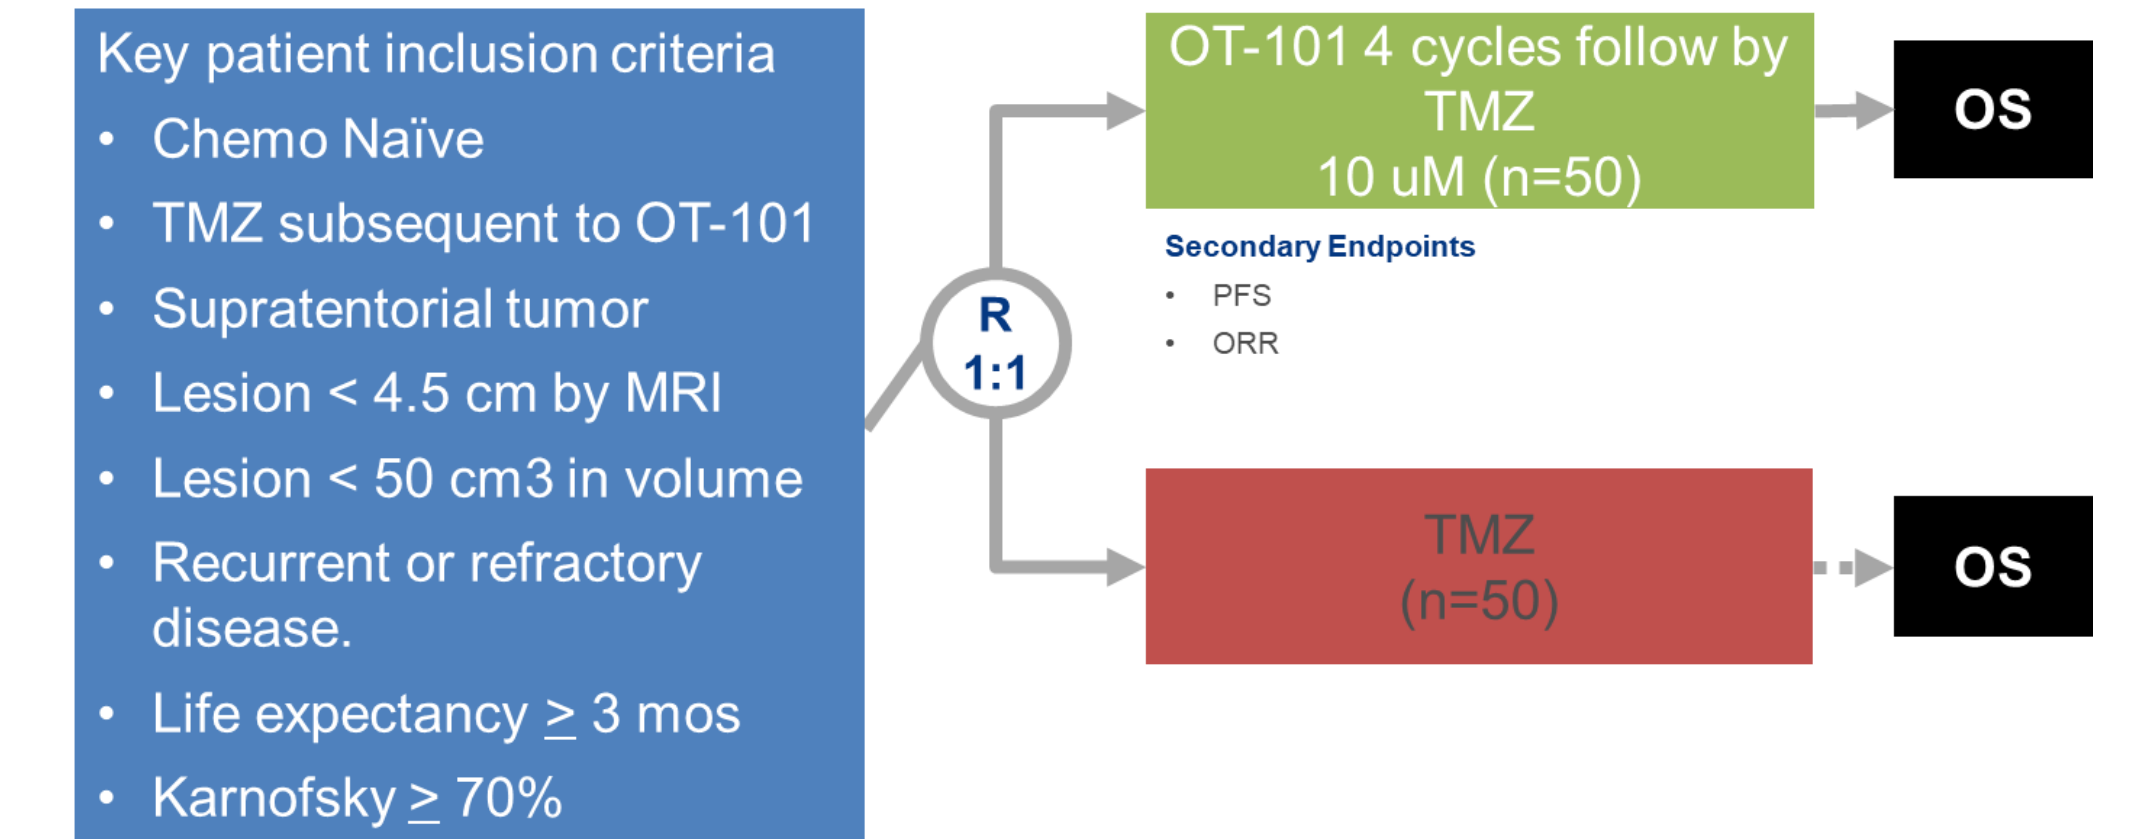 Key patient inclusion criteria
• Chemo Naïve
• TMZ subsequent to OT-101
• Supratentorial tumor
• Lesion < 4.5 cm by MRI
• Lesion < 50 cm3 in volume
• Recurrent or refractory
disease.
• Life expectancy ≥ 3 mos
• Karnofsky ≥ 70%
R
1:1
OT-101 4 cycles follow by
TMZ
10 uM (n=50)
OS
Secondary Endpoints
• PFS
• ORR
TMZ
(n=50)
OS